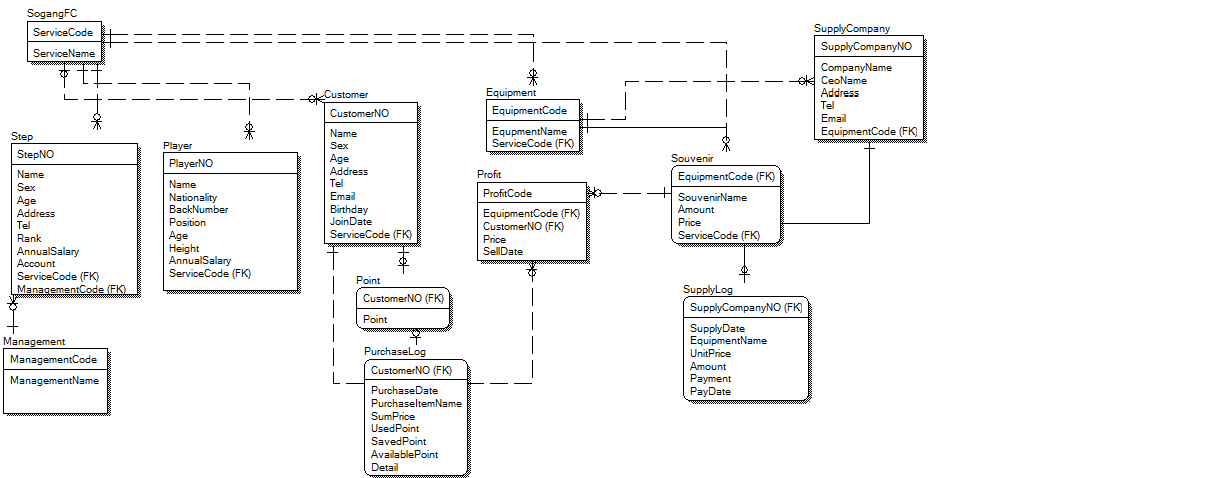 SogangFC
ServiceCode
ServiceName
SupplyCompany
SupplyCompanyNO
CompanyName
CeoName
Address
Tel
Email
EquipmentCode (FK)
Equipment
EquipmentCode
EqupmentName
ServiceCode (FK)
Customer
CustomerNO
Name
Sex
Age
Address
Tel
Email
Birthday
JoinDate
ServiceCode (FK)
Step
StepNO
Name
Sex
Age
Address
Tel
Rank
AnnualSalary
Account
ServiceCode (FK)
ManagementCode (FK)
Player
PlayerNO
Name
Nationality
BackNumber
Position
Age
Height
AnnualSalary
ServiceCode (FK)
Profit
ProfitCode
EquipmentCode (FK)
CustomerNO (FK)
Price
SellDate
Souvenir
EquipmentCode (FK)
SouvenirName
Amount
Price
ServiceCode (FK)
Point
CustomerNO (FK)
Point
SupplyLog
SupplyCompanyNO (FK)
SupplyDate
EquipmentName
UnitPrice
Amount
Payment
PayDate
Management
ManagementCode
ManagementName
PurchaseLog
CustomerNO (FK)
PurchaseDate
PurchaseItemName
SumPrice
UsedPoint
SavedPoint
AvailablePoint
Detail